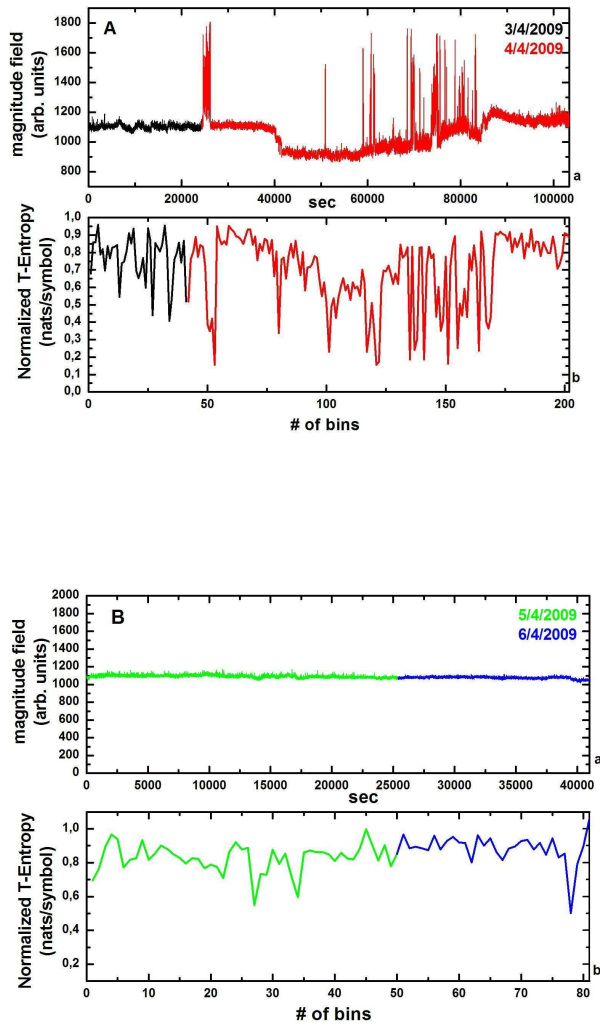 A
3/4/2009
4/4/2009
magnitude field
(arb. units)
1800
1600
1400
1200
1000
800
0 20000 40000 60000 80000 100000
sec
a
Normalized T-Entropy
(nats/symbol)
1,0
0,9
0,7
0,6
0,5
0,4
0,3
0,2
0,1
0,0
0 50 100 150 200
# of bins
b
B
5/4/2009
6/4/2009
magnitude field
(arb. units)
2000
1800
1600
1400
1200
1000
800
600
400
200
0
0 5000 10000 15000 20000 25000 30000 35000 40000
sec
a
Normalized T-Entropy
(nats/symbol)
1,0
0,8
0,6
0,4
0,2
0 10 20 30 40 50 60 70 80
# of bins
b